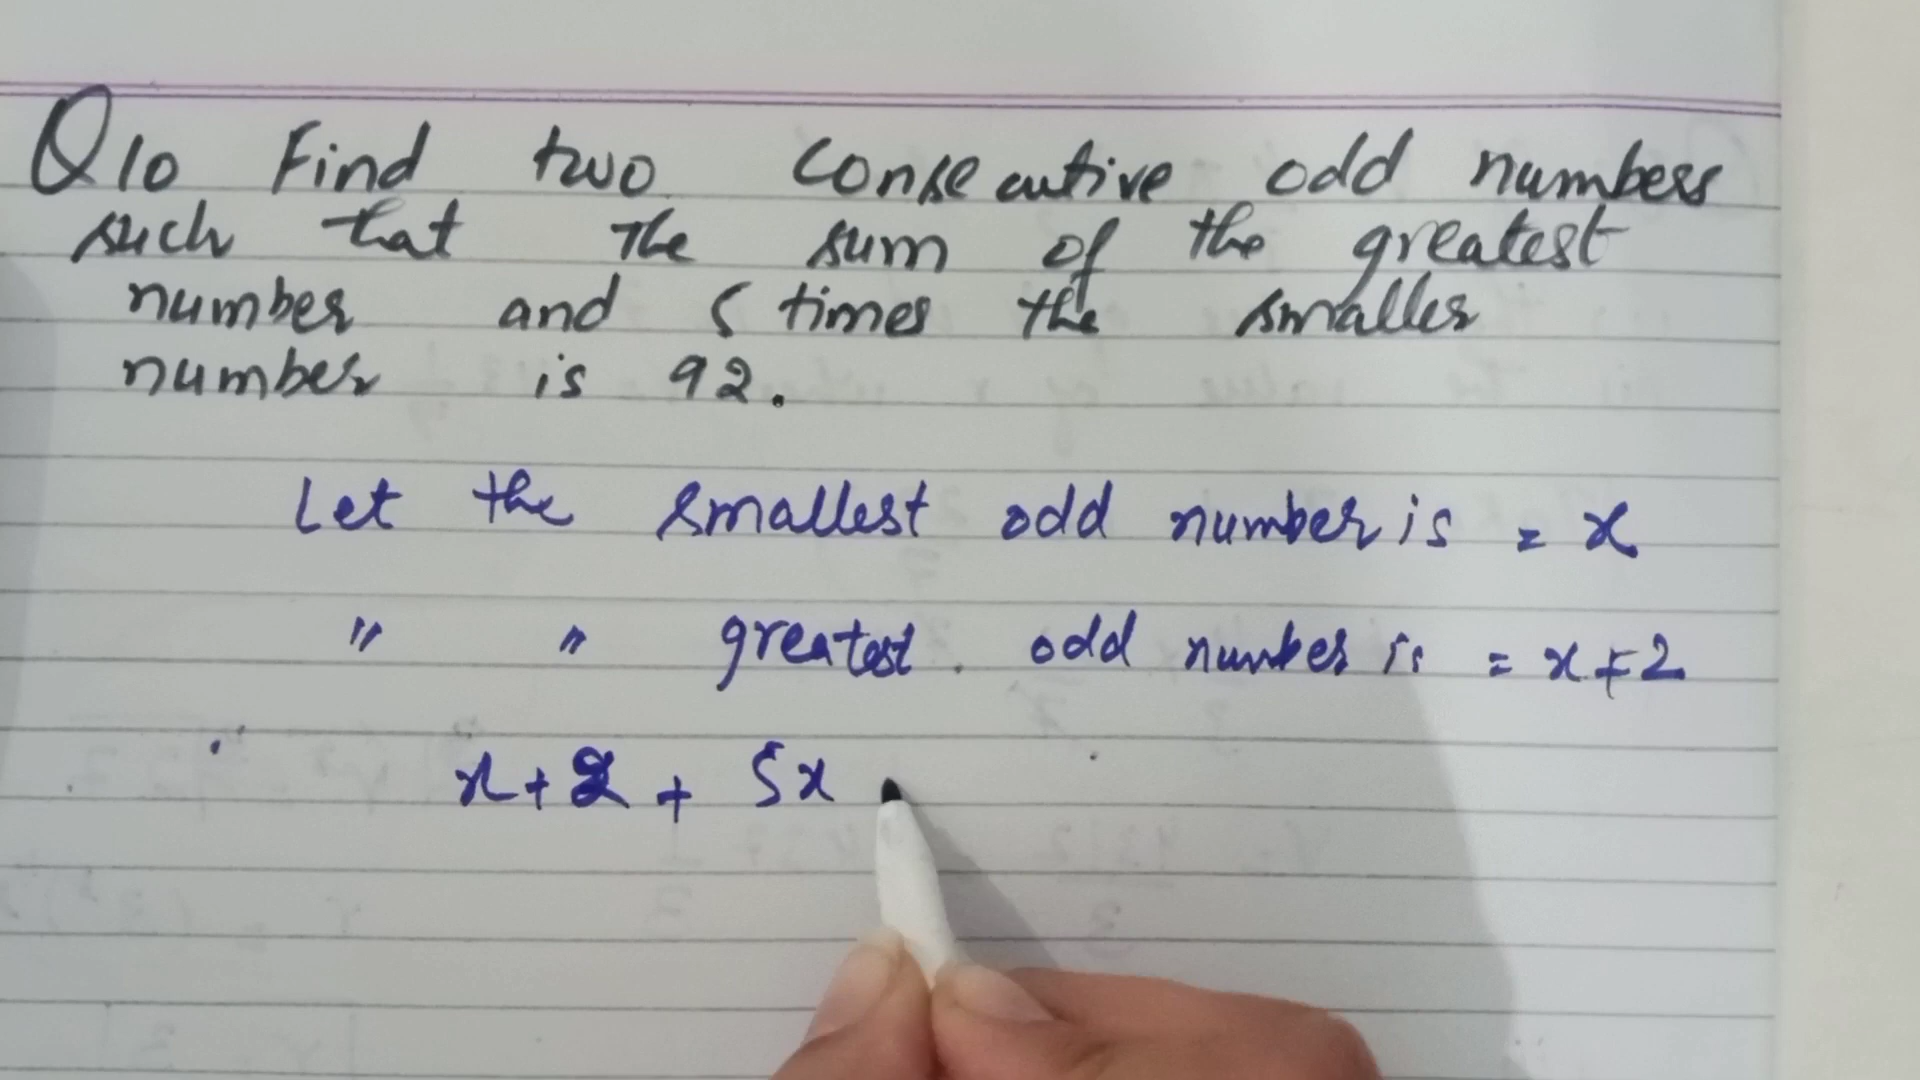 Q10 Find two consecutive odd numbers
such that the sum of the greatest
number and 5 times the smaller
number is 92.
Let the smallest odd number is = x
" " greatest odd number is = x+2
x+2 + 5x